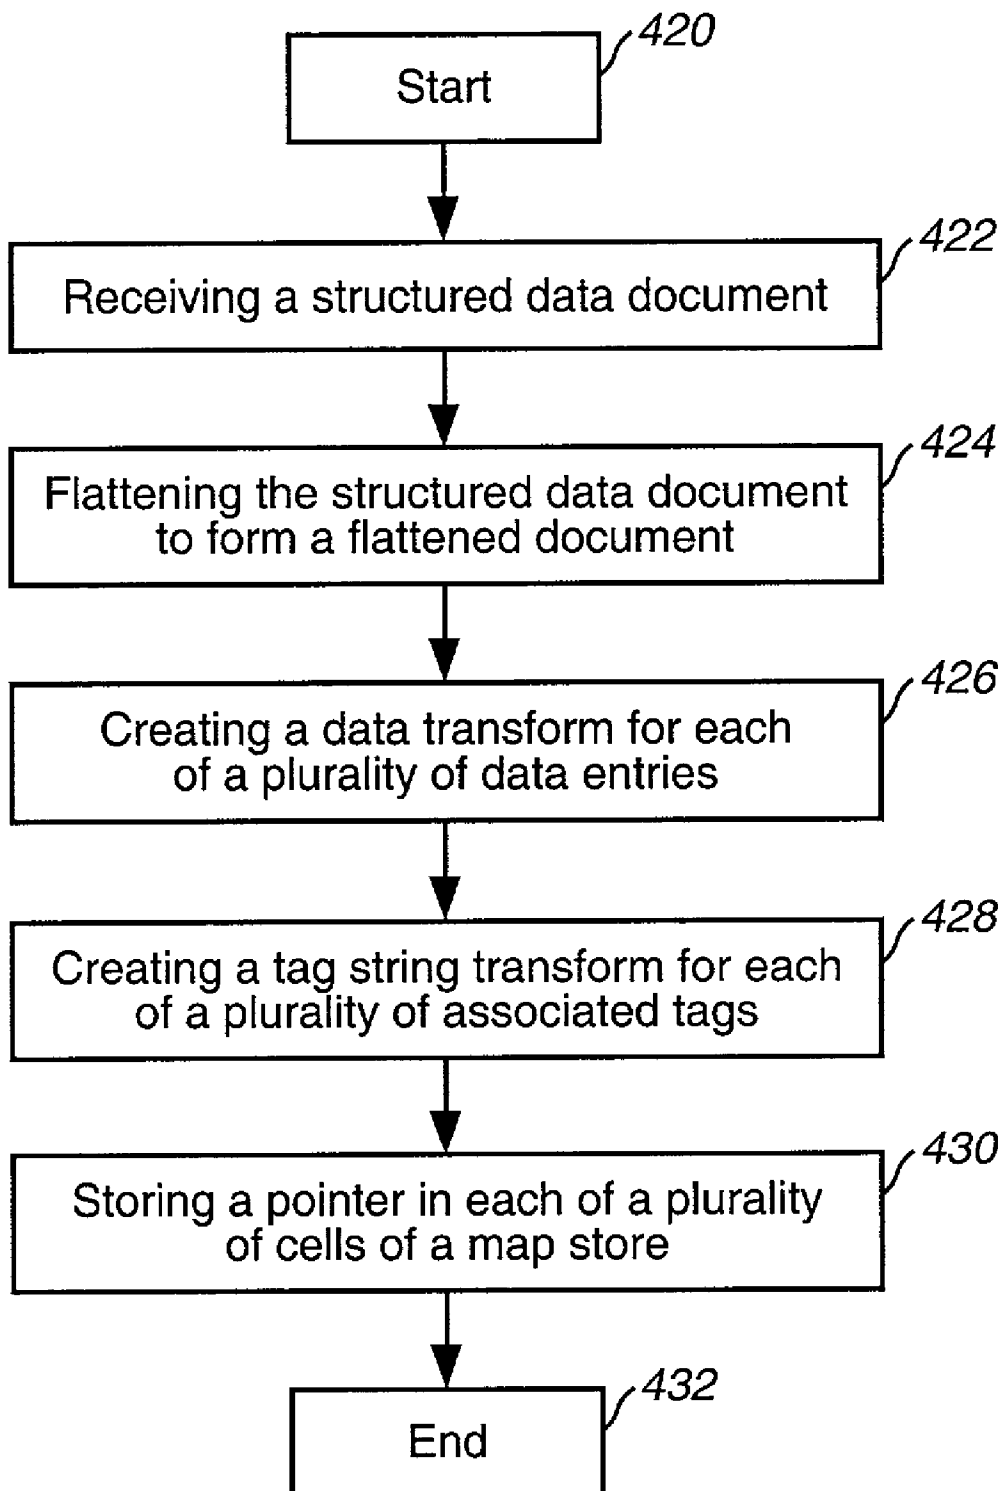 420
Start
422
Receiving a structured data document
424
Flattening the structured data document
to form a flattened document
426
Creating a data transform for each
of a plurality of data entries
428
Creating a tag string transform for each
of a plurality of associated tags
430
Storing a pointer in each of a plurality
of cells of a map store
432
End